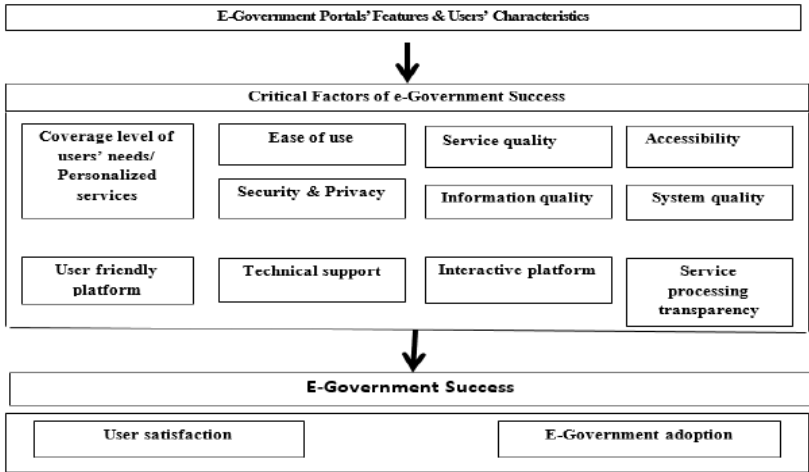 E-Government Portals' Features & Users' Characteristics
Critical Factors of e-Government Success
Coverage level of
users' needs/
Personalized
services
Ease of use
Service quality
Accessibility
Security & Privacy
Information quality
System quality
User friendly
platform
Technical support
Interactive platform
Service
processing
transparency
E-Government Success
User satisfaction
E-Government adoption